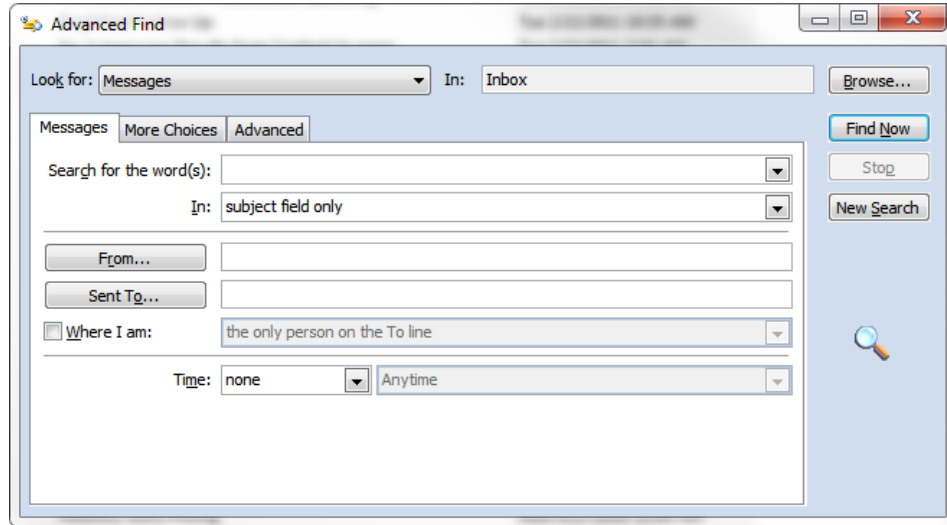 Advanced Find
Look for: Messages In: Inbox Browse...
Messages More Choices Advanced Find Now
Search for the word(s): Stop
In: subject field only New Search
From...
Sent To...
Where I am: the only person on the To line
Time: none Anytime